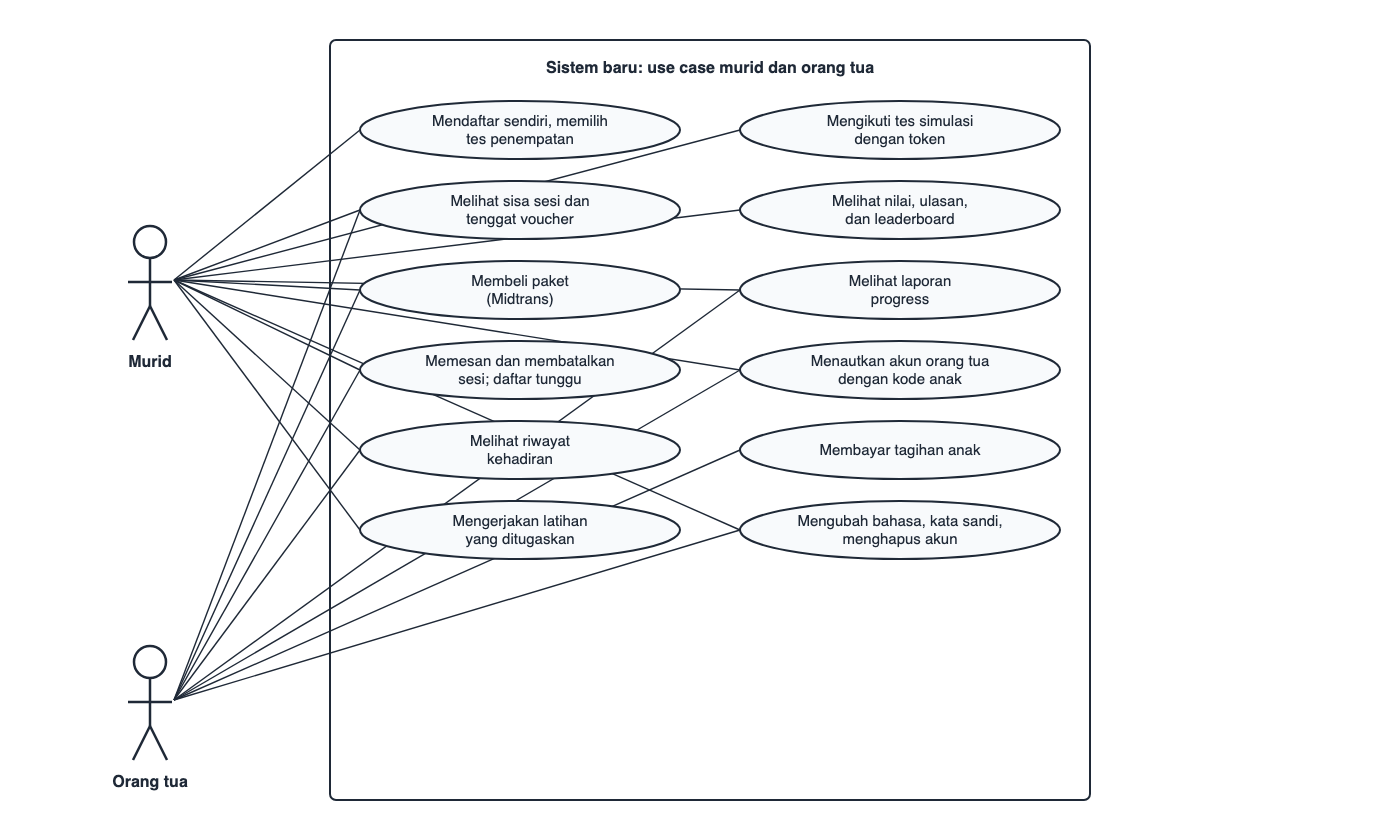 Sistem baru: use case murid dan orang tua
Mendaftar sendiri, memilih
tes penempatan
Mengikuti tes simulasi
dengan token
Melihat sisa sesi dan
tenggat voucher
Melihat nilai, ulasan,
dan leaderboard
Membeli paket
(Midtrans)
Melihat laporan
progress
Murid
Memesan dan membatalkan
sesi; daftar tunggu
Menautkan akun orang tua
dengan kode anak
Melihat riwayat
kehadiran
Membayar tagihan anak
Mengerjakan latihan
yang ditugaskan
Mengubah bahasa, kata sandi,
menghapus akun
Orang tua